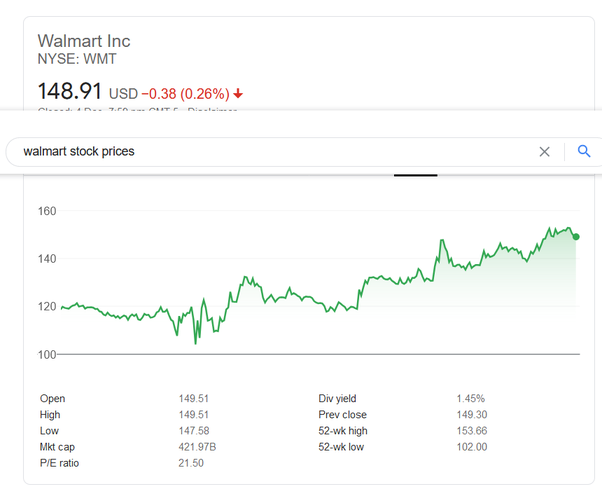 Walmart Inc
NYSE: WMT
148.91 USD −0.38 (0.26%)
walmart stock prices
160
140
120
100
Open 149.51 Div yield 1.45%
High 149.51 Prev close 149.30
Low 147.58 52-wk high 153.66
Mkt cap 421.97B 52-wk low 102.00
P/E ratio 21.50